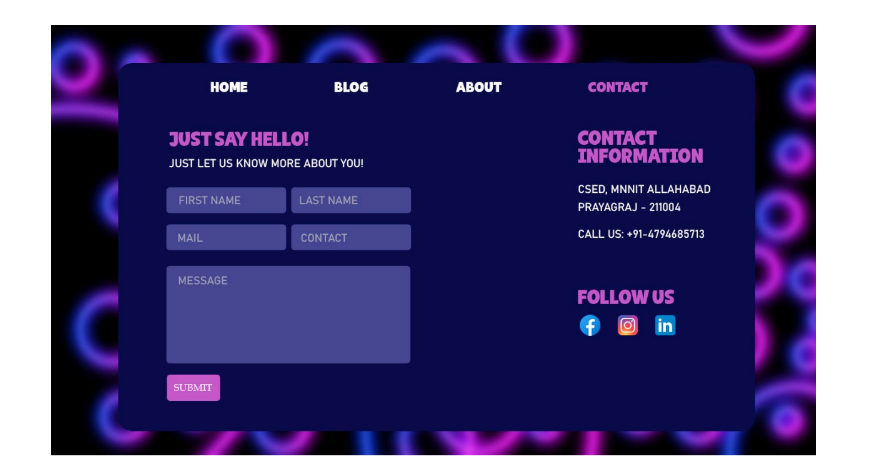 HOME BLOG ABOUT CONTACT
JUST SAY HELLO!
JUST LET US KNOW MORE ABOUT YOU!
FIRST NAME LAST NAME
MAIL CONTACT
MESSAGE
SUBMIT
CONTACT
INFORMATION
CSED, MNNIT ALLAHABAD
PRAYAGRAJ - 211004
CALL US: +91-4794685713
FOLLOW US
f
in